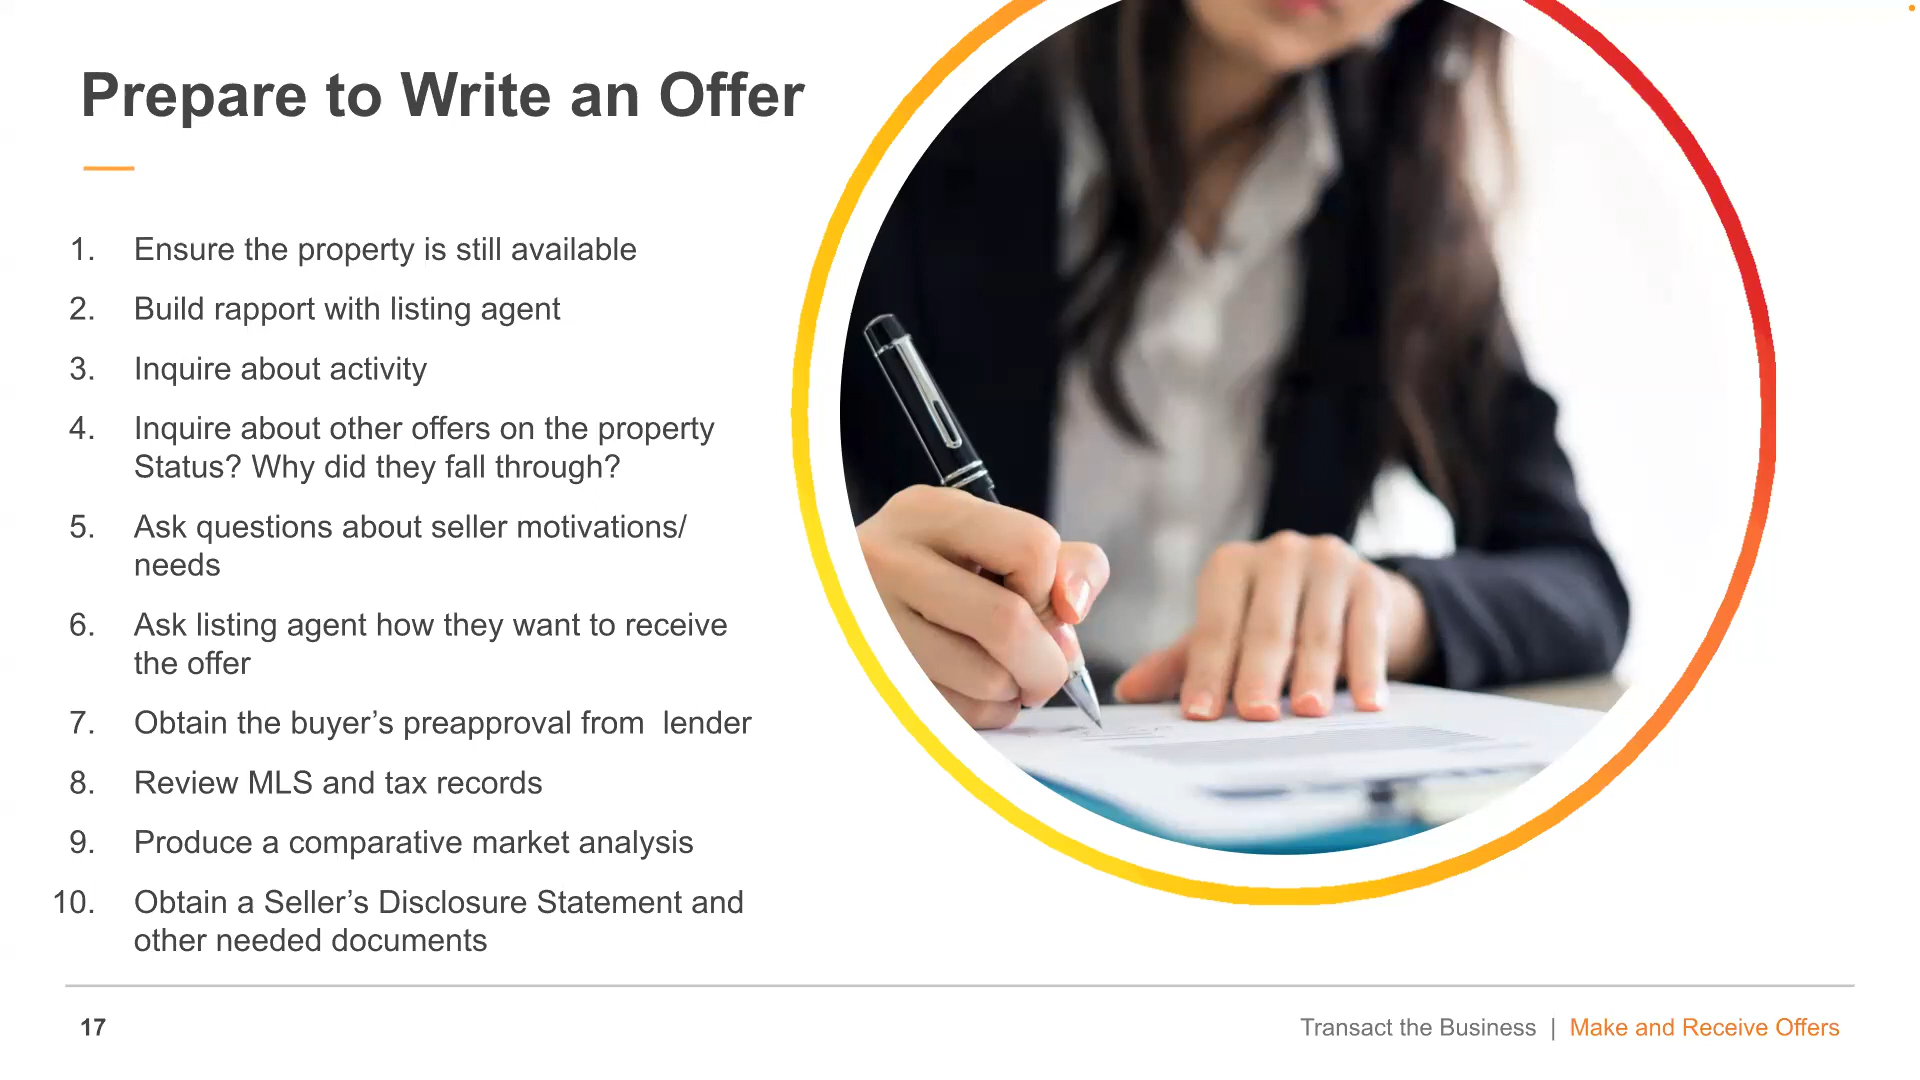 Prepare to Write an Offer
1. Ensure the property is still available
2. Build rapport with listing agent
3. Inquire about activity
4. Inquire about other offers on the property
Status? Why did they fall through?
5. Ask questions about seller motivations/
needs
6. Ask listing agent how they want to receive
the offer
7. Obtain the buyer’s preapproval from  lender
8. Review MLS and tax records
9. Produce a comparative market analysis
10. Obtain a Seller’s Disclosure Statement and
other needed documents
17
Transact the Business | Make and Receive Offers